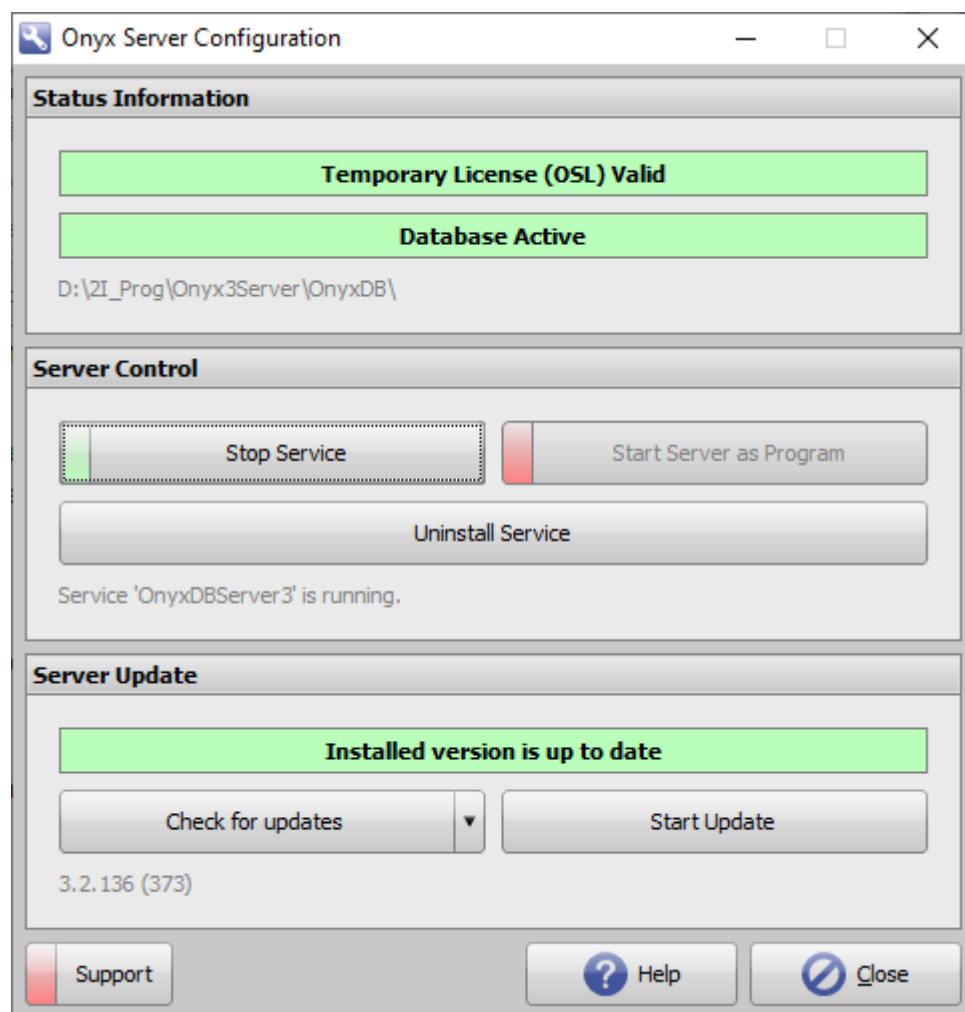 Onyx Server Configuration
Status Information
Temporary License (OSL) Valid
Database Active
D:\2I_Prog\Onyx3Server\OnyxDB\
Server Control
Stop Service
Start Server as Program
Uninstall Service
Service 'OnyxDBServer3' is running.
Server Update
Installed version is up to date
Check for updates
Start Update
3.2.136 (373)
Support
Help
Close